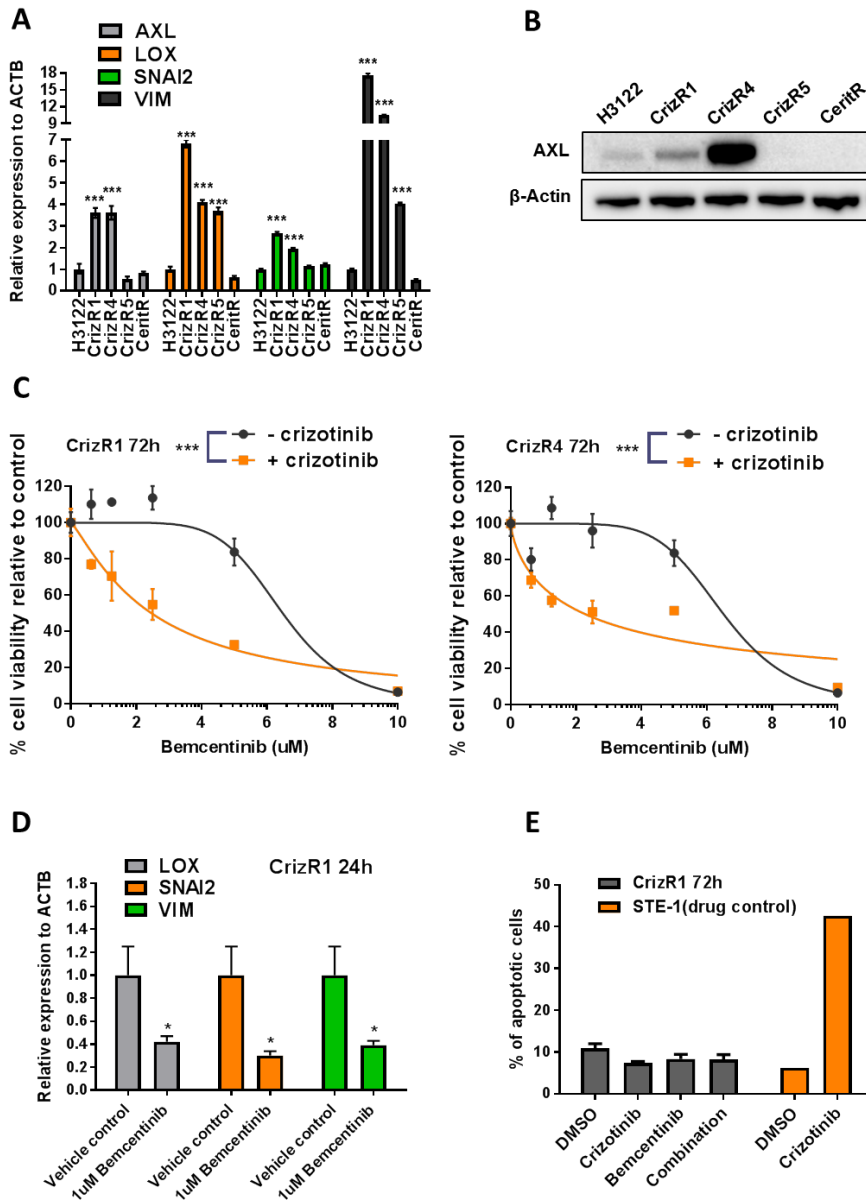 A
AXL
LOX
SNAI2
VIM
Relative expression to ACTB
18
13
8
7
6
5
4
3
2
1
0
*** ***
*** *** ***
*** ***
*** *** ***
H3122 CrizR1 CrizR4 CrizR5 CeritR H3122 CrizR1 CrizR4 CrizR5 CeritR H3122 CrizR1 CrizR4 CrizR5 CeritR H3122 CrizR1 CrizR4 CrizR5 CeritR
B
H3122 CrizR1 CrizR4 CrizR5 CeritR
AXL
β-Actin
C
CrizR1 72h *** - crizotinib
+ crizotinib
% cell viability relative to control
120
100
80
60
40
20
0
0 2 4 6 8 10
Bemcentinib (uM)
CrizR4 72h *** - crizotinib
+ crizotinib
% cell viability relative to control
120
100
80
60
40
20
0
0 2 4 6 8 10
Bemcentinib (uM)
D
LOX
SNAI2
VIM
CrizR1 24h
Relative expression to ACTB
1.8
1.6
1.4
1.2
1.0
0.8
0.6
0.4
0.2
0.0
* * *
Vehicle control 1uM Bemcentinib Vehicle control 1uM Bemcentinib Vehicle control 1uM Bemcentinib
E
CrizR1 72h
STE-1(drug control)
% of apoptotic cells
50
40
30
20
10
0
DMSO Crizotinib Bemcentinib Combination DMSO Crizotinib